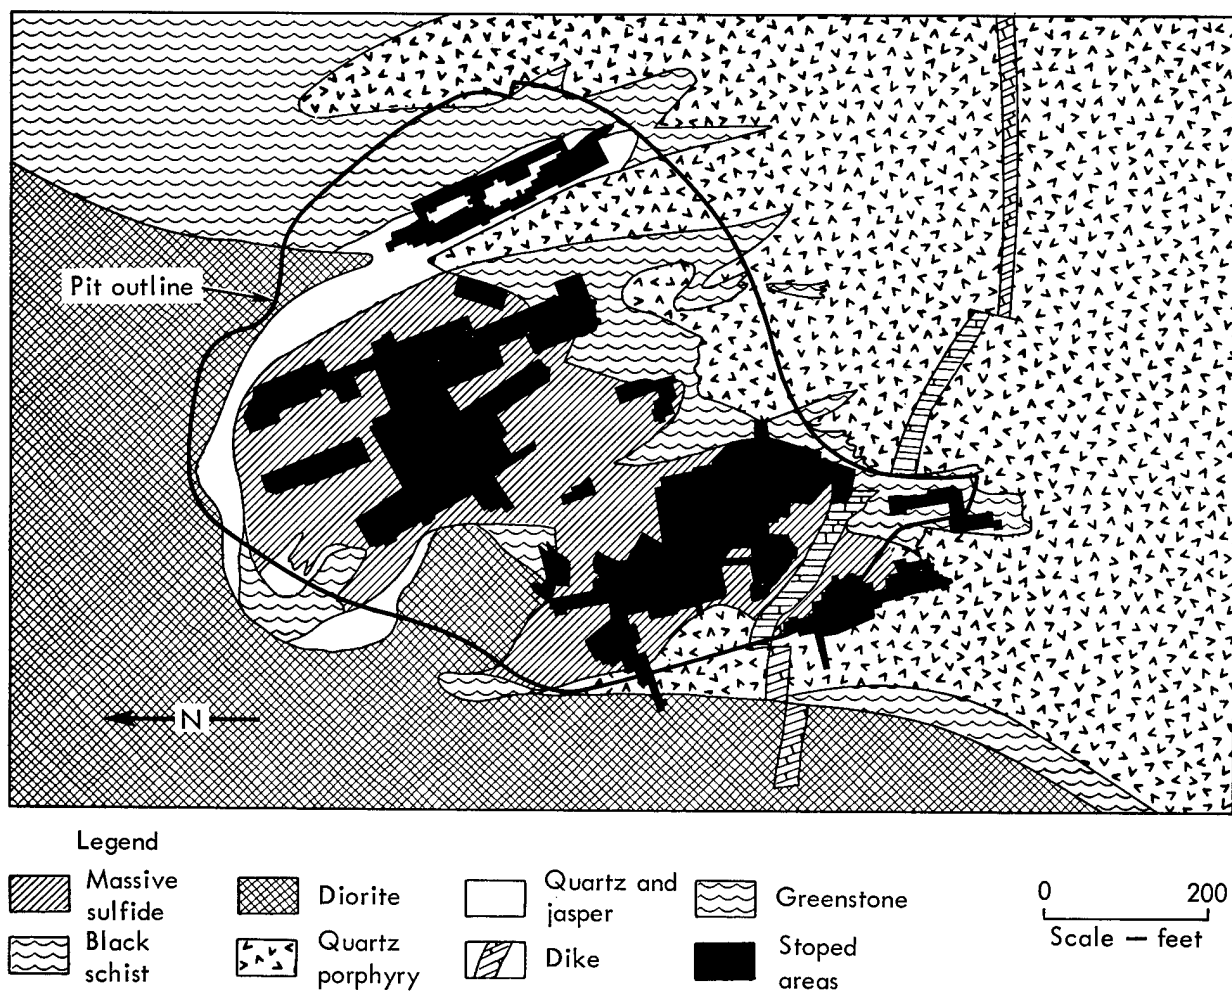 Pit outline
N
Legend
Massive
sulfide
Diorite
Quartz and
jasper
Greenstone
Black
schist
Quartz
porphyry
Dike
Stoped
areas
0 200
Scale — feet